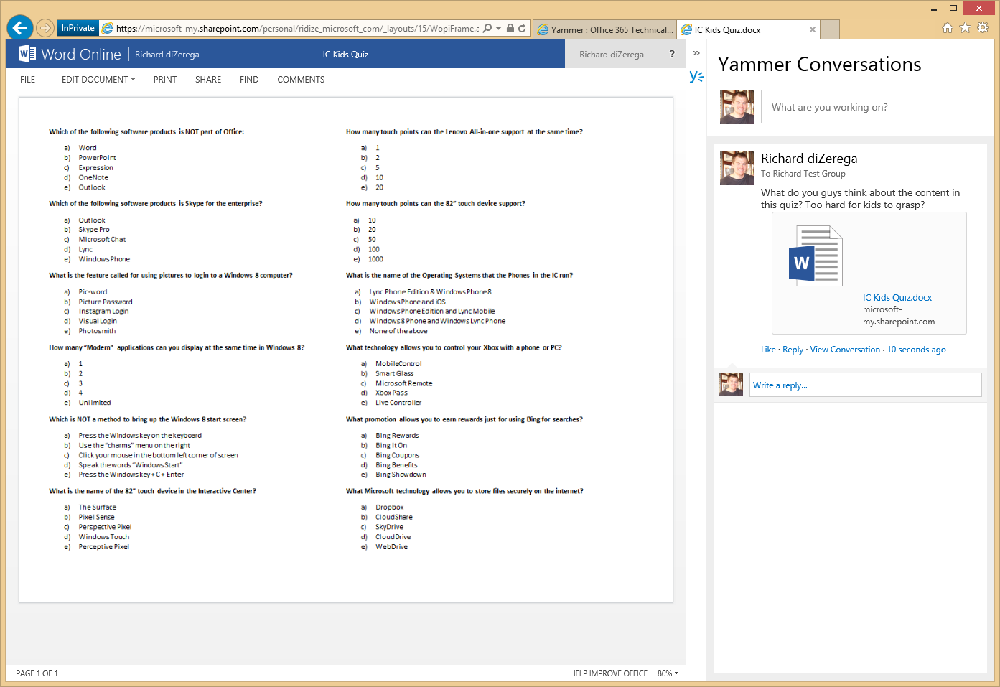 InPrivate
https://microsoft-my.sharepoint.com/personal/ridize_microsoft_com/_layouts/15/WopiFrame.a
Yammer : Office 365 Technical...
IC Kids Quiz.docx
Word Online
Richard diZerega
IC Kids Quiz
Richard diZerega
?
FILE
EDIT DOCUMENT
PRINT
SHARE
FIND
COMMENTS
Which of the following software products is NOT part of Office:
a) Word
b) PowerPoint
c) Expression
d) OneNote
e) Outlook
Which of the following software products is Skype for the enterprise?
a) Outlook
b) Skype Pro
c) Microsoft Chat
d) Lync
e) Windows Phone
What is the feature called for using pictures to login to a Windows 8 computer?
a) Pic-word
b) Picture Password
c) Instagram Login
d) Visual Login
e) Photosmith
How many “Modern” applications can you display at the same time in Windows 8?
a) 1
b) 2
c) 3
d) 4
e) Unlimited
Which is NOT a method to bring up the Windows 8 start screen?
a) Press the Windows key on the keyboard
b) Use the “charms” menu on the right
c) Click your mouse in the bottom left corner of screen
d) Speak the words “Windows Start”
e) Press the Windows key + C + Enter
What is the name of the 82” touch device in the Interactive Center?
a) The Surface
b) Pixel Sense
c) Perspective Pixel
d) Windows Touch
e) Perceptive Pixel
How many touch points can the Lenovo All-in-one support at the same time?
a) 1
b) 2
c) 5
d) 10
e) 20
How many touch points can the 82” touch device support?
a) 10
b) 20
c) 50
d) 100
e) 1000
What is the name of the Operating Systems that the Phones in the IC run?
a) Lync Phone Edition & Windows Phone 8
b) Windows Phone and iOS
c) Windows Phone Edition and Lync Mobile
d) Windows 8 Phone and Windows Lync Phone
e) None of the above
What technology allows you to control your Xbox with a phone or PC?
a) MobileControl
b) Smart Glass
c) Microsoft Remote
d) Xbox Pass
e) Live Controller
What promotion allows you to earn rewards just for using Bing for searches?
a) Bing Rewards
b) Bing It On
c) Bing Coupons
d) Bing Benefits
e) Bing Showdown
What Microsoft technology allows you to store files securely on the internet?
a) Dropbox
b) CloudShare
c) SkyDrive
d) CloudDrive
e) WebDrive
PAGE 1 OF 1
HELP IMPROVE OFFICE
86%
Yammer Conversations
What are you working on?
Richard diZerega
To Richard Test Group
What do you guys think about the content in
this quiz? Too hard for kids to grasp?
W
IC Kids Quiz.docx
microsoft-
my.sharepoint.com
Like · Reply · View Conversation · 10 seconds ago
Write a reply...